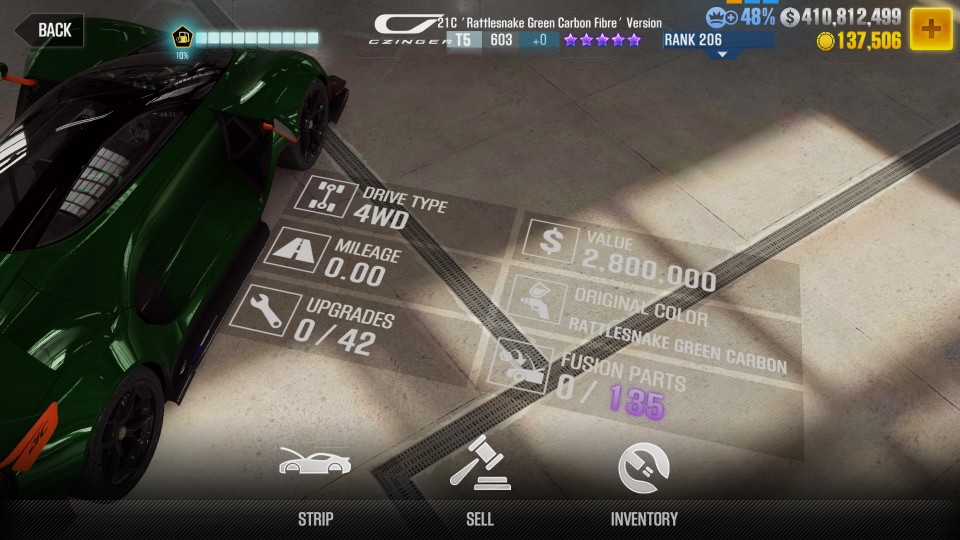 BACK
10%
CZINGER
21C 'Rattlesnake Green Carbon Fibre' Version
T5 603 +0
RANK 206
48% $ 410,812,499
137,506
DRIVE TYPE
4WD
MILEAGE
0.00
UPGRADES
0 / 42
$ VALUE
2,800,000
ORIGINAL COLOR
RATTLESNAKE GREEN CARBON
FUSION PARTS
0 / 135
STRIP
SELL
INVENTORY
21C